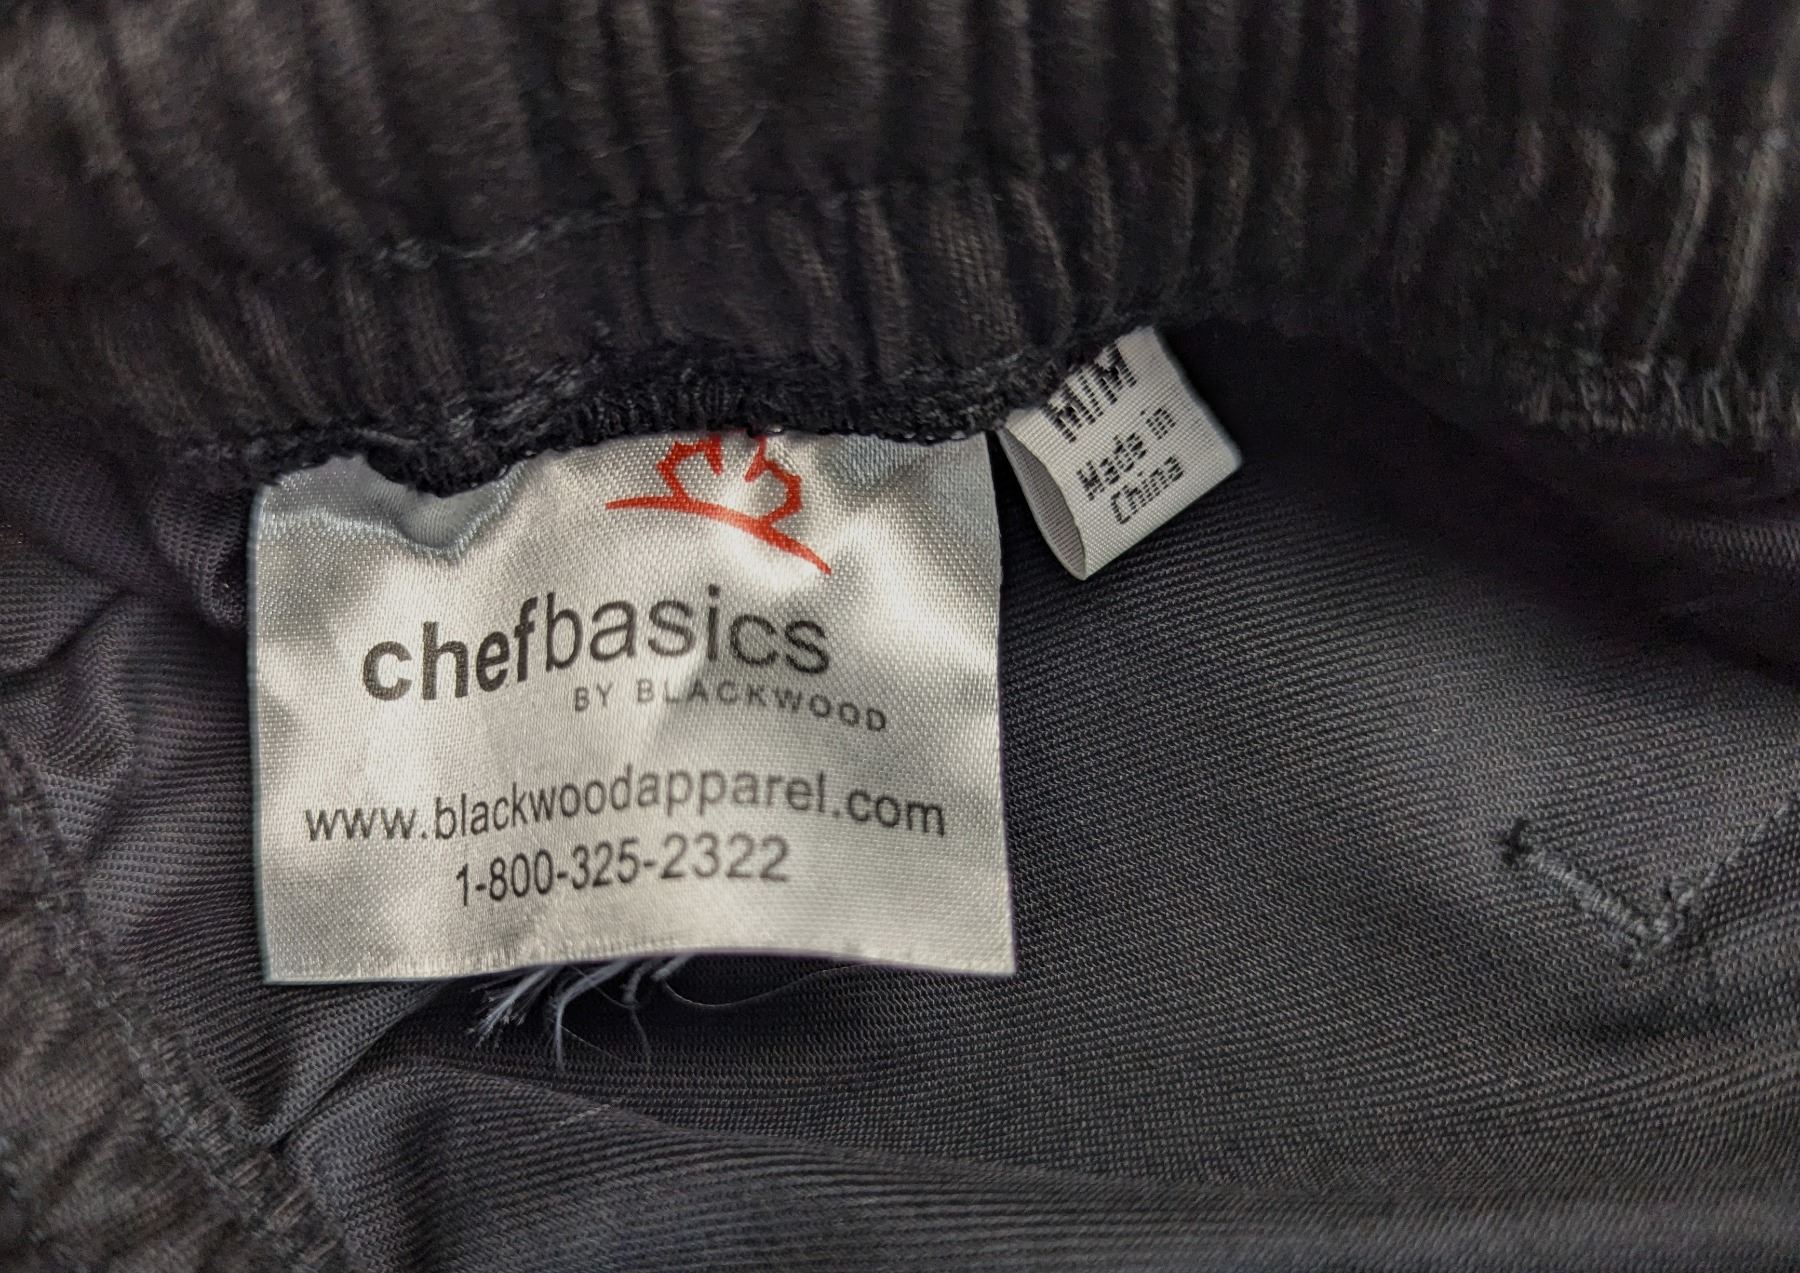 chefbasics
BY BLACKWOOD
www.blackwoodapparel.com
1-800-325-2322
M/M
Made in
China